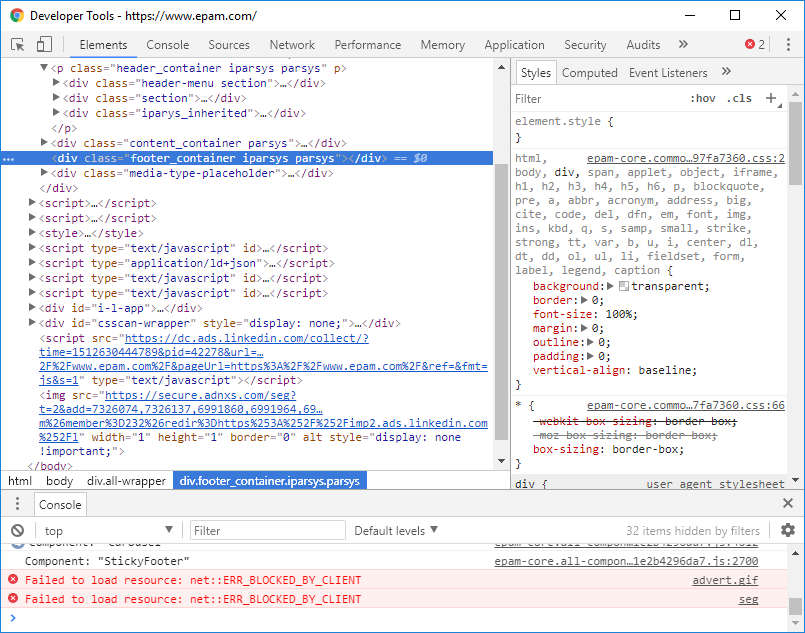 Developer Tools - https://www.epam.com/
Elements Console Sources Network Performance Memory Application Security Audits » 2
▼<p class="header_container iparsys parsys" p>
▶<div class="header-menu section">…</div>
▶<div class="section">…</div>
▶<div class="iparys_inherited">…</div>
</p>
▶<div class="content_container parsys">…</div>
… <div class="footer_container iparsys parsys"></div> == $0
▶<div class="media-type-placeholder">…</div>
</div>
▶<script>…</script>
▶<script>…</script>
▶<style>…</style>
▶<script type="text/javascript" id>…</script>
▶<script type="application/ld+json">…</script>
▶<script type="text/javascript" id>…</script>
▶<script type="text/javascript" id>…</script>
▶<div id="i-l-app">…</div>
▶<div id="csscan-wrapper" style="display: none;">…</div>
<script src="https://dc.ads.linkedin.com/collect/?
time=1512630444789&pid=42278&url=…
2F%2Fwww.epam.com%2F&pageUrl=https%3A%2F%2Fwww.epam.com%2F&ref=&fmt=
js&s=1" type="text/javascript"></script>
<img src="https://secure.adnxs.com/seg?
t=2&add=7326074,7326137,6991860,6991964,69…
m%26member%3D232%26redir%3Dhttps%253A%252F%252Fimp2.ads.linkedin.com
%252Fl" width="1" height="1" border="0" alt style="display: none
!important;">
</body>
html body div.all-wrapper div.footer_container.iparsys.parsys
Styles Computed Event Listeners »
Filter :hov .cls +
element.style {
}
html, epam-core.commo…97fa7360.css:2
body, div, span, applet, object, iframe,
h1, h2, h3, h4, h5, h6, p, blockquote,
pre, a, abbr, acronym, address, big,
cite, code, del, dfn, em, font, img,
ins, kbd, q, s, samp, small, strike,
strong, tt, var, b, u, i, center, dl,
dt, dd, ol, ul, li, fieldset, form,
label, legend, caption {
background:▶ transparent;
border:▶ 0;
font-size: 100%;
margin:▶ 0;
outline:▶ 0;
padding:▶ 0;
vertical-align: baseline;
}
* { epam-core.commo…7fa7360.css:66
-webkit-box-sizing: border-box;
-moz-box-sizing: border-box;
box-sizing: border-box;
}
div { user agent stylesheet
Console
top ▼ Filter Default levels ▼ 32 items hidden by filters
Component: "Carousel"
Component: "StickyFooter" epam-core.all-compon…1e2b4296da7.js:2700
Failed to load resource: net::ERR_BLOCKED_BY_CLIENT advert.gif
Failed to load resource: net::ERR_BLOCKED_BY_CLIENT seg
>